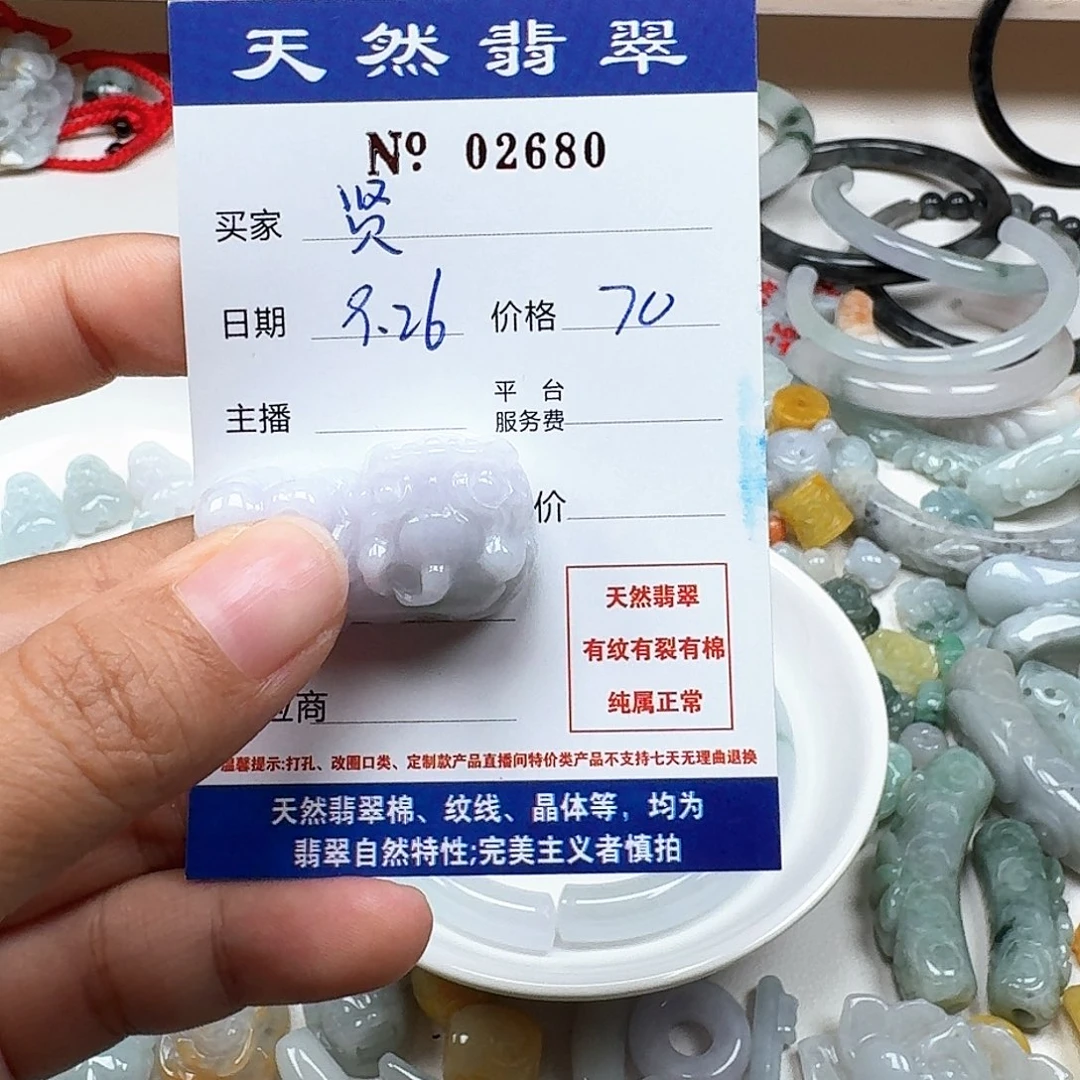 天然翡翠
Nº 02680
买家 贤
日期 9.26 价格 70
主播 平台服务费
价
天然翡翠
有纹有裂有棉
纯属正常
应商
温馨提示:打孔、改圈口类、定制款产品直播间特价类产品不支持七天无理由退换
天然翡翠棉、纹线、晶体等，均为
翡翠自然特性;完美主义者慎拍